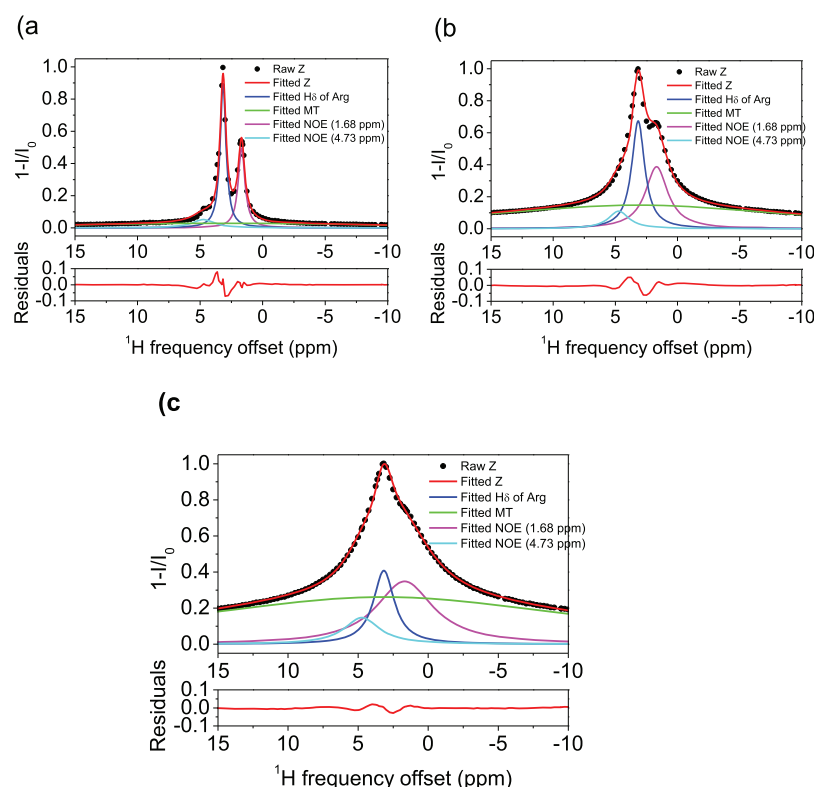 (a
1-I/I0
1.0
0.8
0.6
0.4
0.2
0.0
Raw Z
Fitted Z
Fitted Hδ of Arg
Fitted MT
Fitted NOE (1.68 ppm)
Fitted NOE (4.73 ppm)
15 10 5 0 -5 -10
Residuals
0.1
0.0
-0.1
15 10 5 0 -5 -10
1H frequency offset (ppm)
(b
1-I/I0
1.0
0.8
0.6
0.4
0.2
0.0
Raw Z
Fitted Z
Fitted Hδ of Arg
Fitted MT
Fitted NOE (1.68 ppm)
Fitted NOE (4.73 ppm)
15 10 5 0 -5 -10
Residuals
0.1
0.0
-0.1
15 10 5 0 -5 -10
1H frequency offset (ppm)
(c
1-I/I0
1.0
0.8
0.6
0.4
0.2
0.0
Raw Z
Fitted Z
Fitted Hδ of Arg
Fitted MT
Fitted NOE (1.68 ppm)
Fitted NOE (4.73 ppm)
15 10 5 0 -5 -10
Residuals
0.1
0.0
-0.1
15 10 5 0 -5 -10
1H frequency offset (ppm)